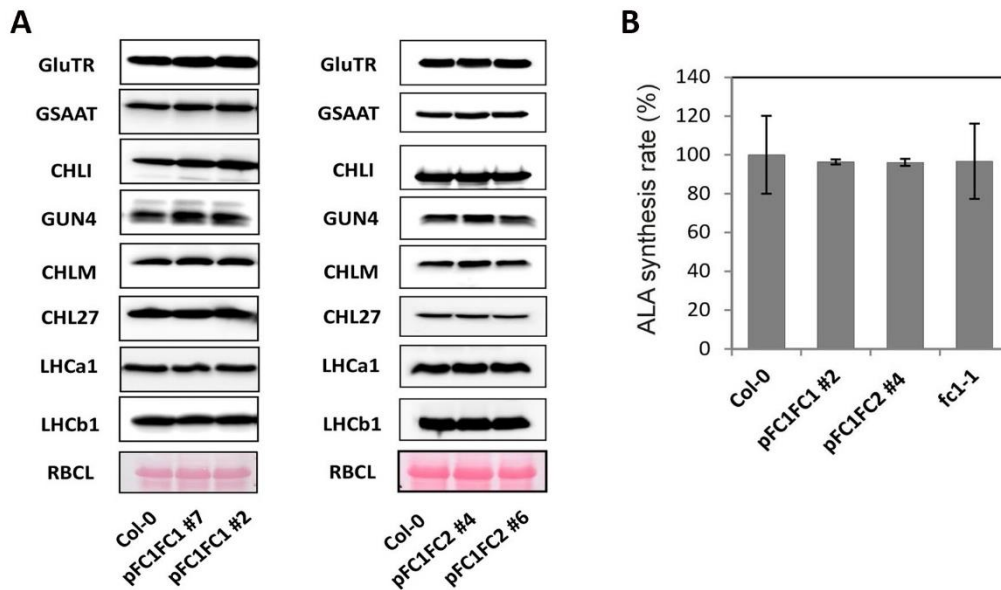 A
GluTR
GSAAT
CHLI
GUN4
CHLM
CHL27
LHCa1
LHCb1
RBCL
Col-0
pFC1FC1 #7
pFC1FC1 #2
GluTR
GSAAT
CHLI
GUN4
CHLM
CHL27
LHCa1
LHCb1
RBCL
Col-0
pFC1FC2 #4
pFC1FC2 #6
B
ALA synthesis rate (%)
140
120
100
80
60
40
20
0
Col-0
pFC1FC1 #2
pFC1FC2 #4
fc1-1